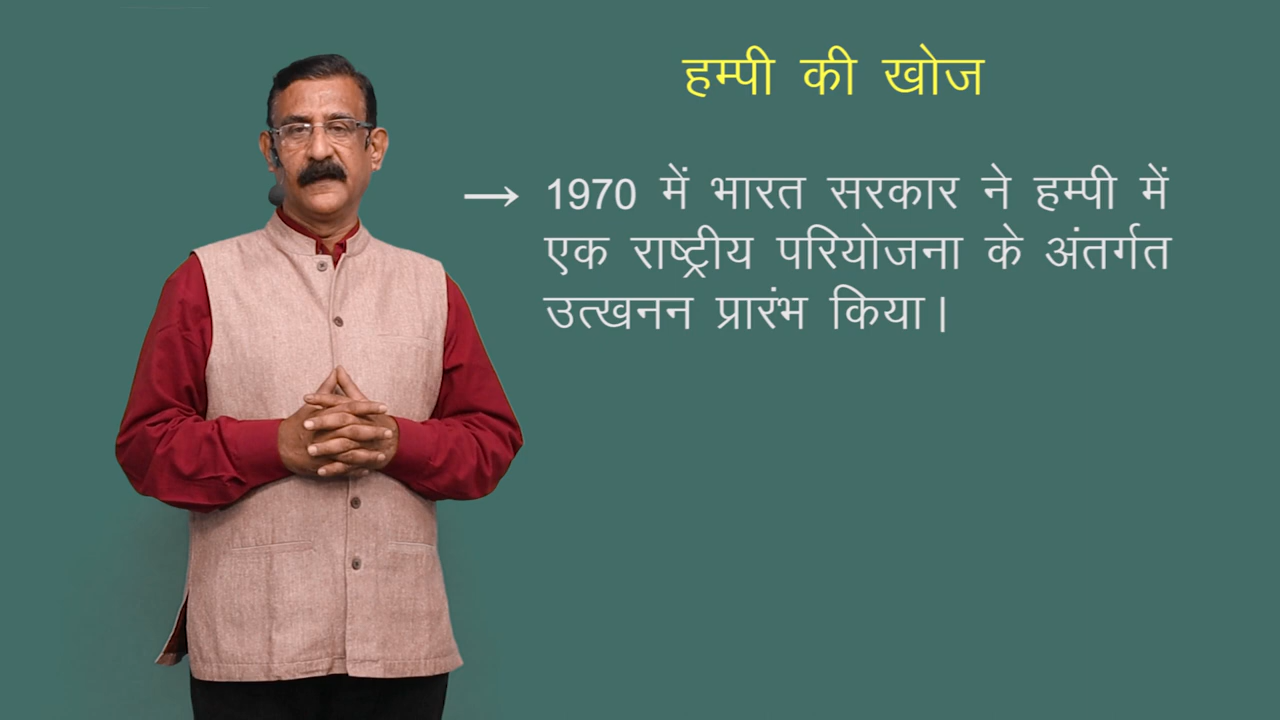 हम्पी की खोज
→ 1970 में भारत सरकार ने हम्पी में
एक राष्ट्रीय परियोजना के अंतर्गत
उत्खनन प्रारंभ किया।